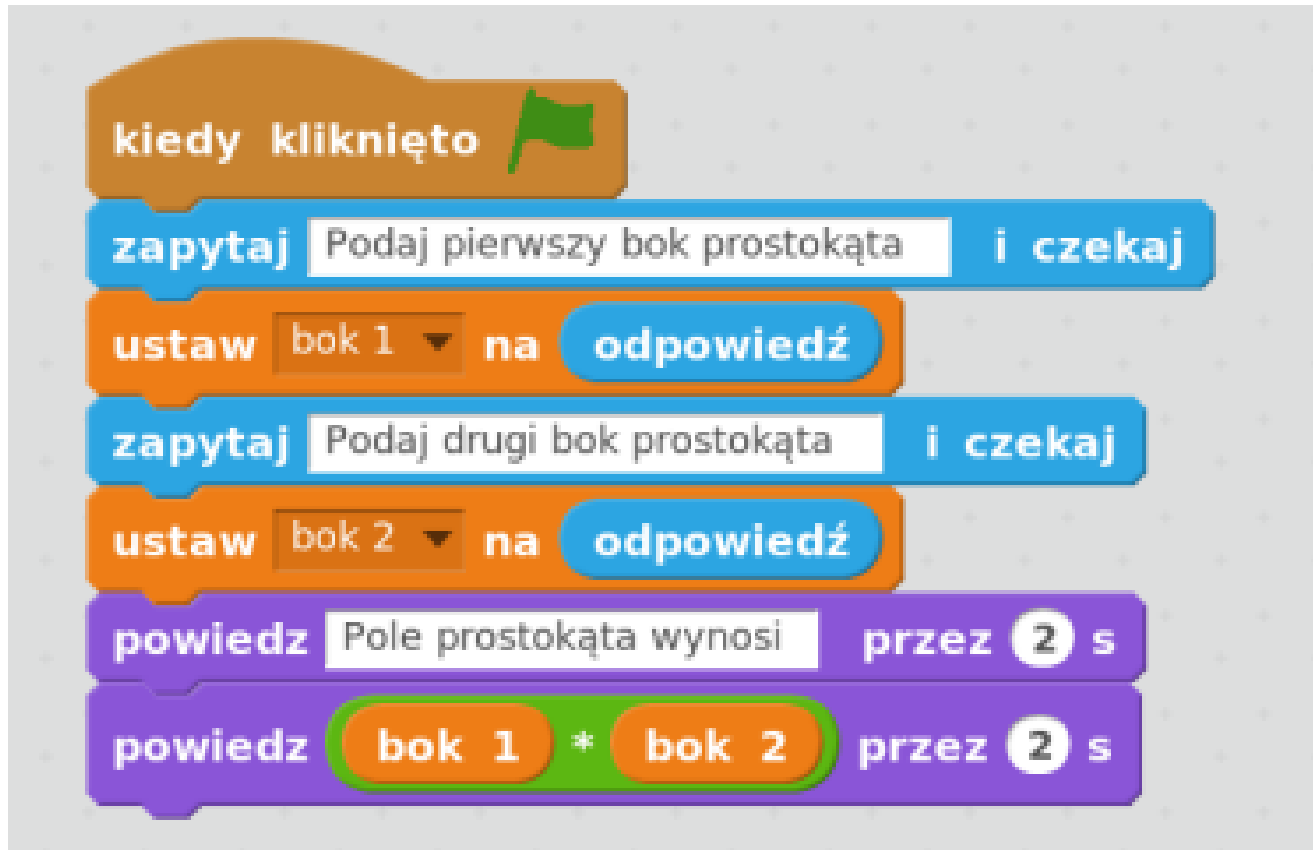 kiedy kliknięto
zapytaj Podaj pierwszy bok prostokąta i czekaj
ustaw bok 1 na odpowiedź
zapytaj Podaj drugi bok prostokąta i czekaj
ustaw bok 2 na odpowiedź
powiedz Pole prostokąta wynosi przez 2 s
powiedz bok 1 * bok 2 przez 2 s